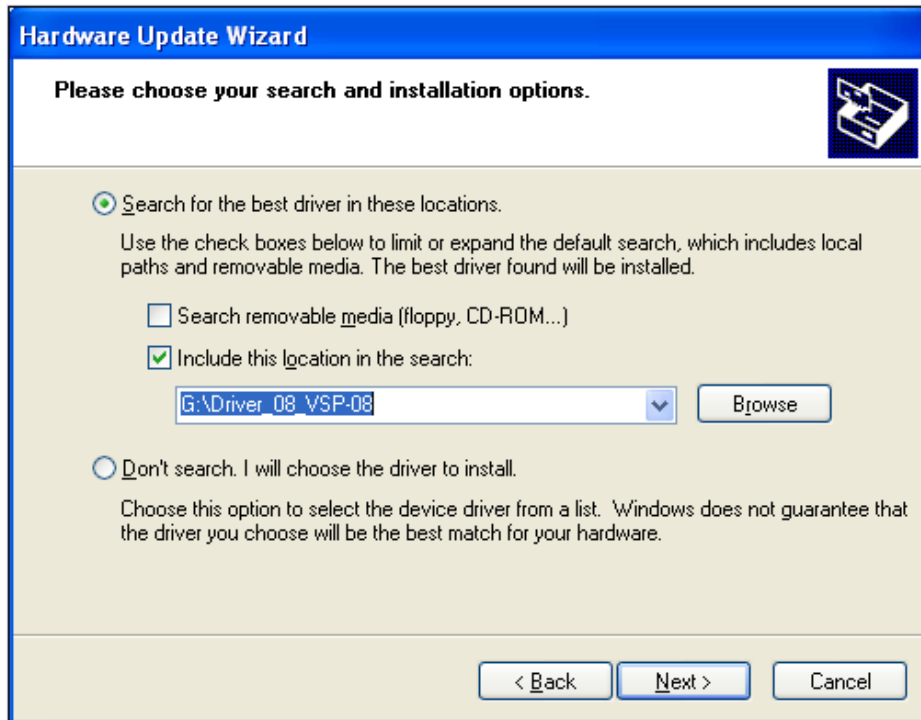 Hardware Update Wizard
Please choose your search and installation options.
Search for the best driver in these locations.
Use the check boxes below to limit or expand the default search, which includes local
paths and removable media. The best driver found will be installed.
Search removable media (floppy, CD-ROM...)
Include this location in the search:
G:\Driver_08_VSP-08
Browse
Don't search. I will choose the driver to install.
Choose this option to select the device driver from a list. Windows does not guarantee that
the driver you choose will be the best match for your hardware.
< Back Next > Cancel